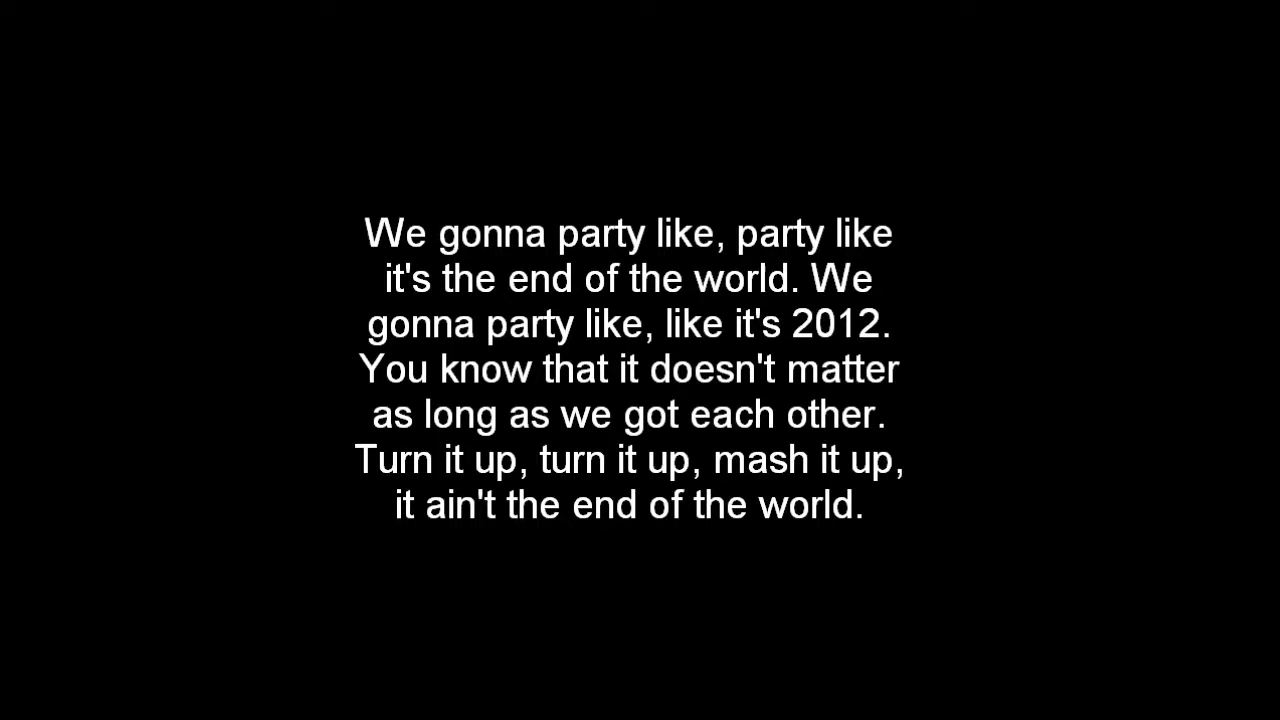 We gonna party like, party like
it's the end of the world. We
gonna party like, like it's 2012.
You know that it doesn't matter
as long as we got each other.
Turn it up, turn it up, mash it up,
it ain't the end of the world.